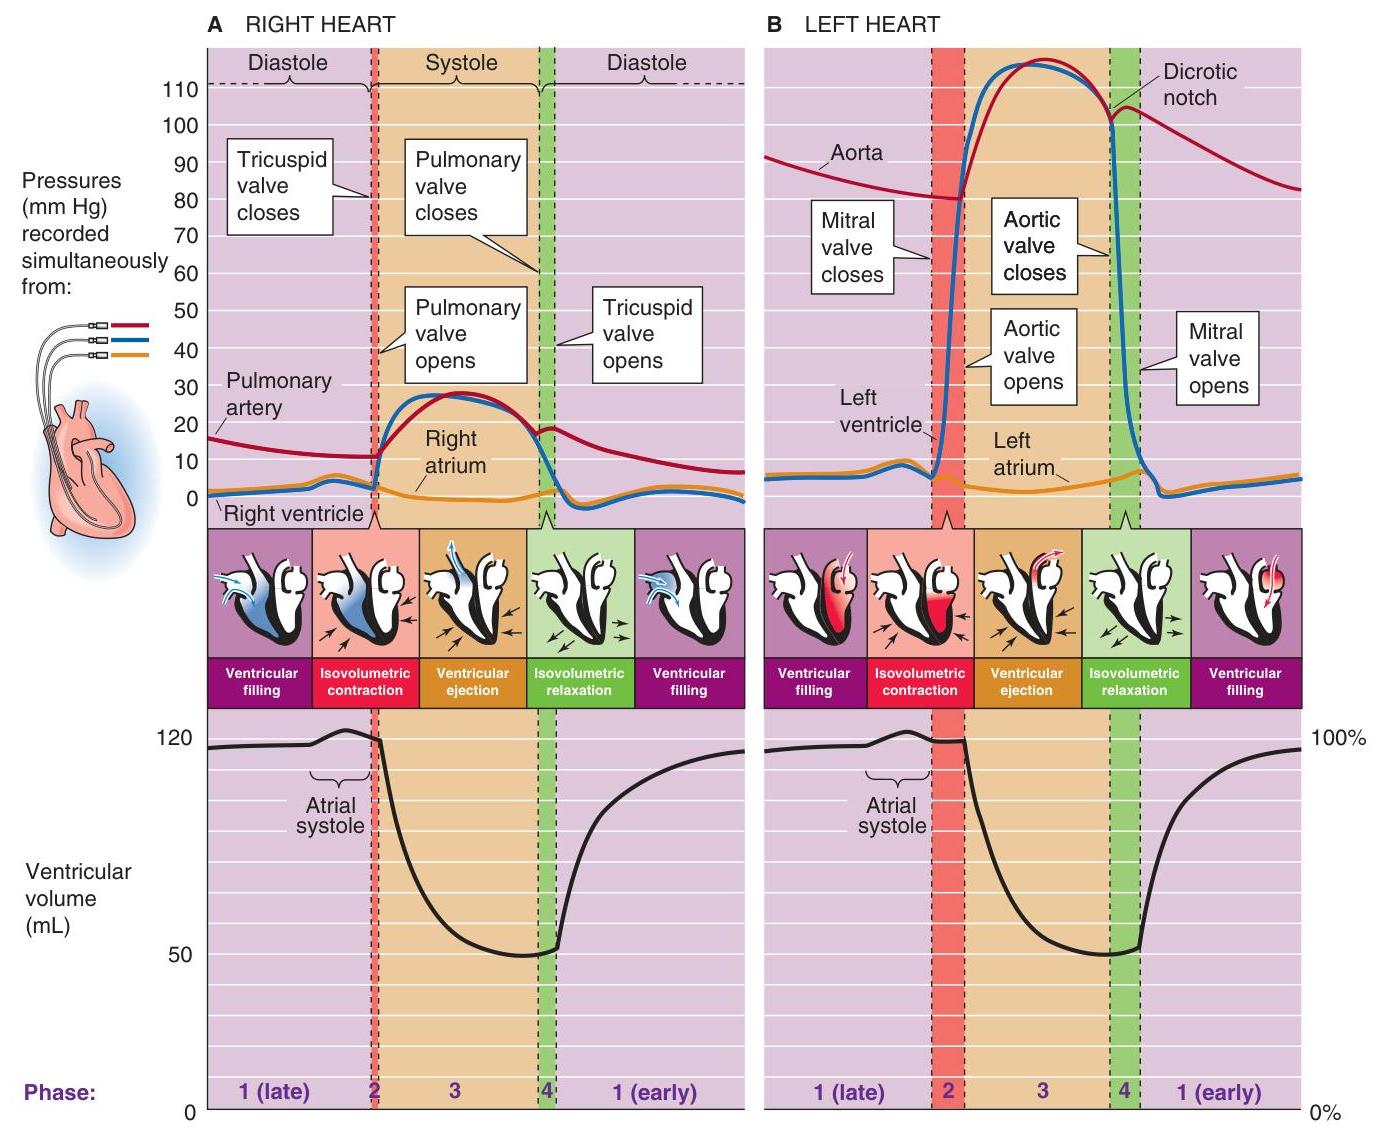 A RIGHT HEART
B LEFT HEART
Diastole
Systole
Diastole
110
100
90
80
70
60
50
40
30
20
10
0
Pressures
(mm Hg)
recorded
simultaneously
from:
Tricuspid
valve
closes
Pulmonary
valve
closes
Pulmonary
valve
opens
Tricuspid
valve
opens
Pulmonary
artery
Right
atrium
Right ventricle
Dicrotic
notch
Aorta
Mitral
valve
closes
Aortic
valve
closes
Aortic
valve
opens
Mitral
valve
opens
Left
ventricle
Left
atrium
Ventricular
filling
Isovolumetric
contraction
Ventricular
ejection
Isovolumetric
relaxation
Ventricular
filling
Ventricular
filling
Isovolumetric
contraction
Ventricular
ejection
Isovolumetric
relaxation
Ventricular
filling
120
100%
Atrial
systole
Atrial
systole
Ventricular
volume
(mL)
50
Phase:
1 (late)
2
3
4
1 (early)
1 (late)
2
3
4
1 (early)
0
0%